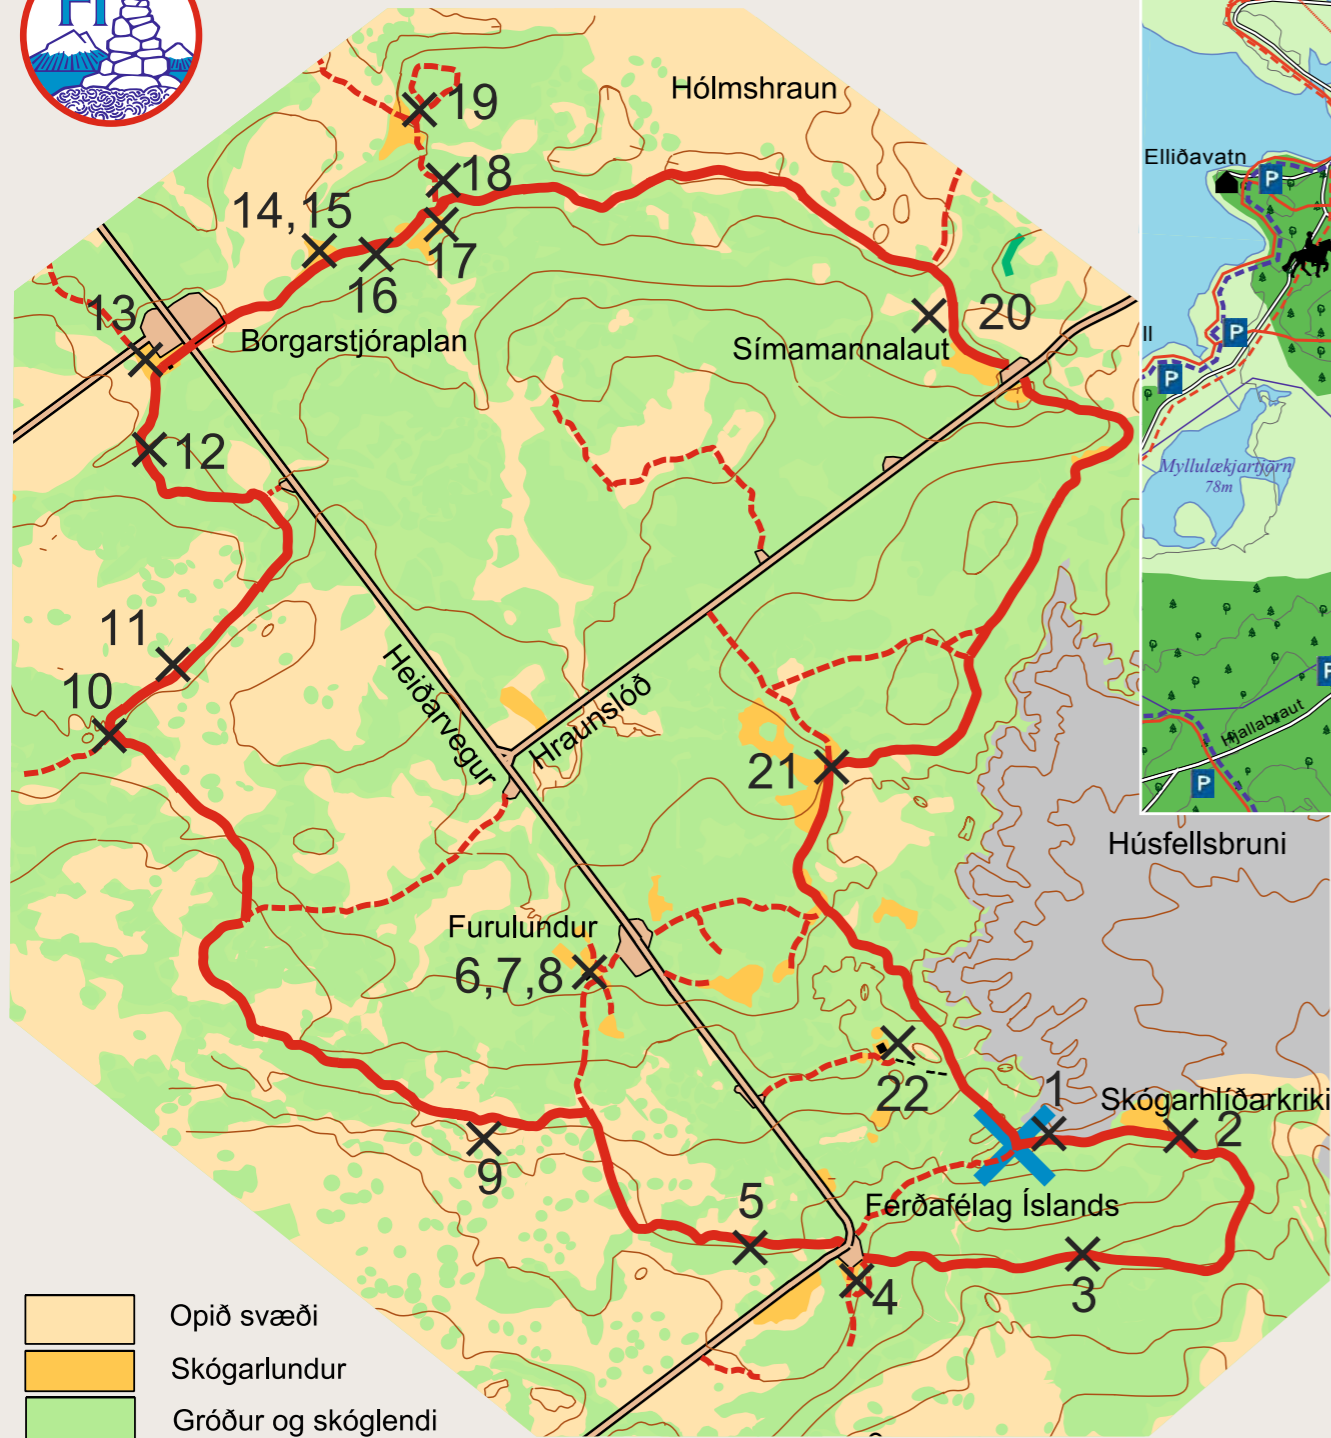 FÍ
Hólmshraun
19
18
14,15
17
16
13
Borgarstjóraplan
20
Símamannalaut
12
11
10
Heiðarvegur
Hraunslóð
21
Húsfellsbruni
Furulundur
6,7,8
22
1
Skógarhlíðarkriki
2
9
5
Ferðafélag Íslands
4
3
Opið svæði
Skógarlundur
Gróður og skóglendi
Elliðavatn
P
ll
P
P
Myllulækjartjörn
78m
P
Hjallabraut
P